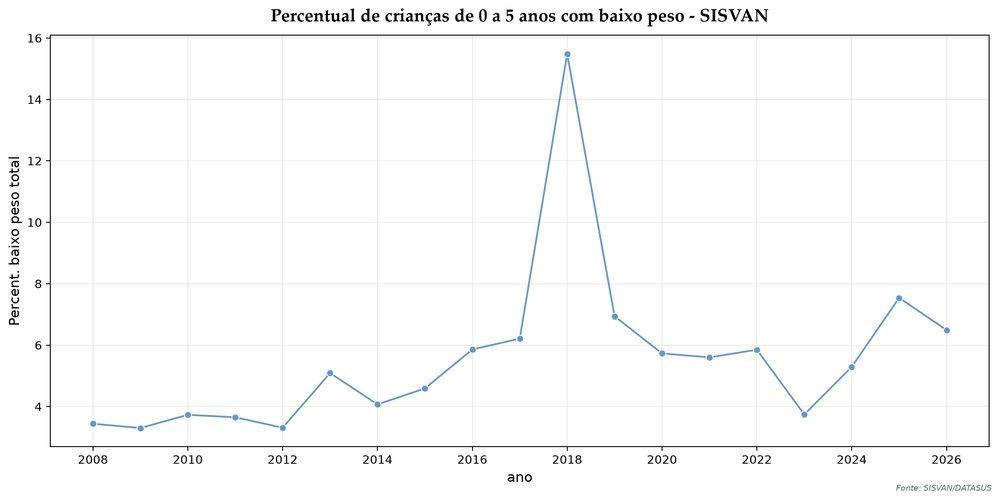 Percentual de crianças de 0 a 5 anos com baixo peso - SISVAN
Percent. baixo peso total
16
14
12
10
8
6
4
2008 2010 2012 2014 2016 2018 2020 2022 2024 2026
ano
Fonte: SISVAN/DATASUS